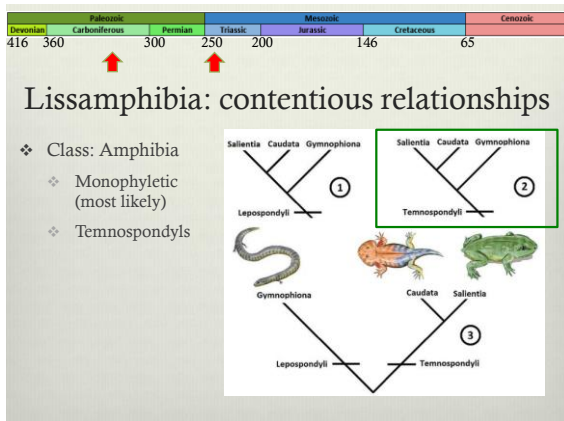 Paleozoic Mesozoic Cenozoic
Devonian Carboniferous Permian Triassic Jurassic Cretaceous
416 360 300 250 200 146 65
Lissamphibia: contentious relationships
❖ Class: Amphibia
❖ Monophyletic
(most likely)
❖ Temnospondyls
Salientia Caudata Gymnophiona
1
Lepospondyli
Salientia Caudata Gymnophiona
2
Temnospondyli
Gymnophiona
Caudata Salientia
3
Lepospondyli
Temnospondyli